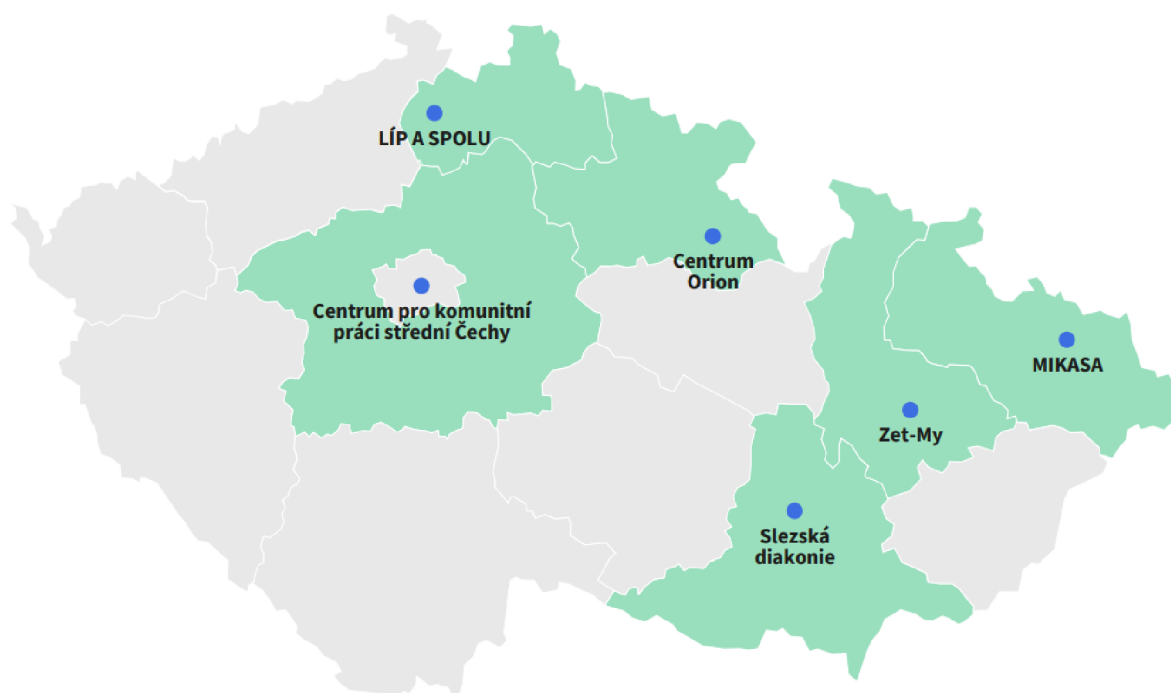 LÍP A SPOLU
Centrum
Orion
Centrum pro komunitní
práci střední Čechy
MIKASA
Zet-My
Slezská
diakonie